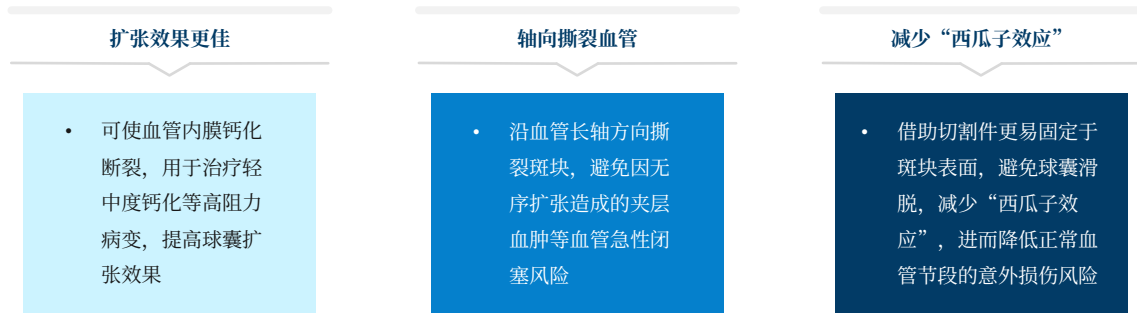 扩张效果更佳
• 可使血管内膜钙化
断裂，用于治疗轻
中度钙化等高阻力
病变，提高球囊扩
张效果
轴向撕裂血管
• 沿血管长轴方向撕
裂斑块，避免因无
序扩张造成的夹层
血肿等血管急性闭
塞风险
减少“西瓜子效应”
• 借助切割件更易固定于
斑块表面，避免球囊滑
脱，减少“西瓜子效
应”，进而降低正常血
管节段的意外损伤风险